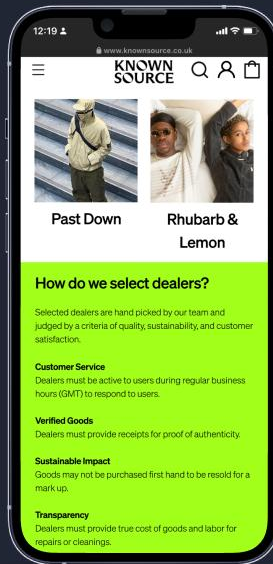 12:19
www.knownsource.co.uk
KNOWN
SOURCE
Past Down
Rhubarb &
Lemon
How do we select dealers?
Selected dealers are hand picked by our team and
judged by a criteria of quality, sustainability, and customer
satisfaction.
Customer Service
Dealers must be active to users during regular business
hours (GMT) to respond to users.
Verified Goods
Dealers must provide receipts for proof of authenticity.
Sustainable Impact
Goods may not be purchased first hand to be resold for a
mark up.
Transparency
Dealers must provide true cost of goods and labor for
repairs or cleanings.